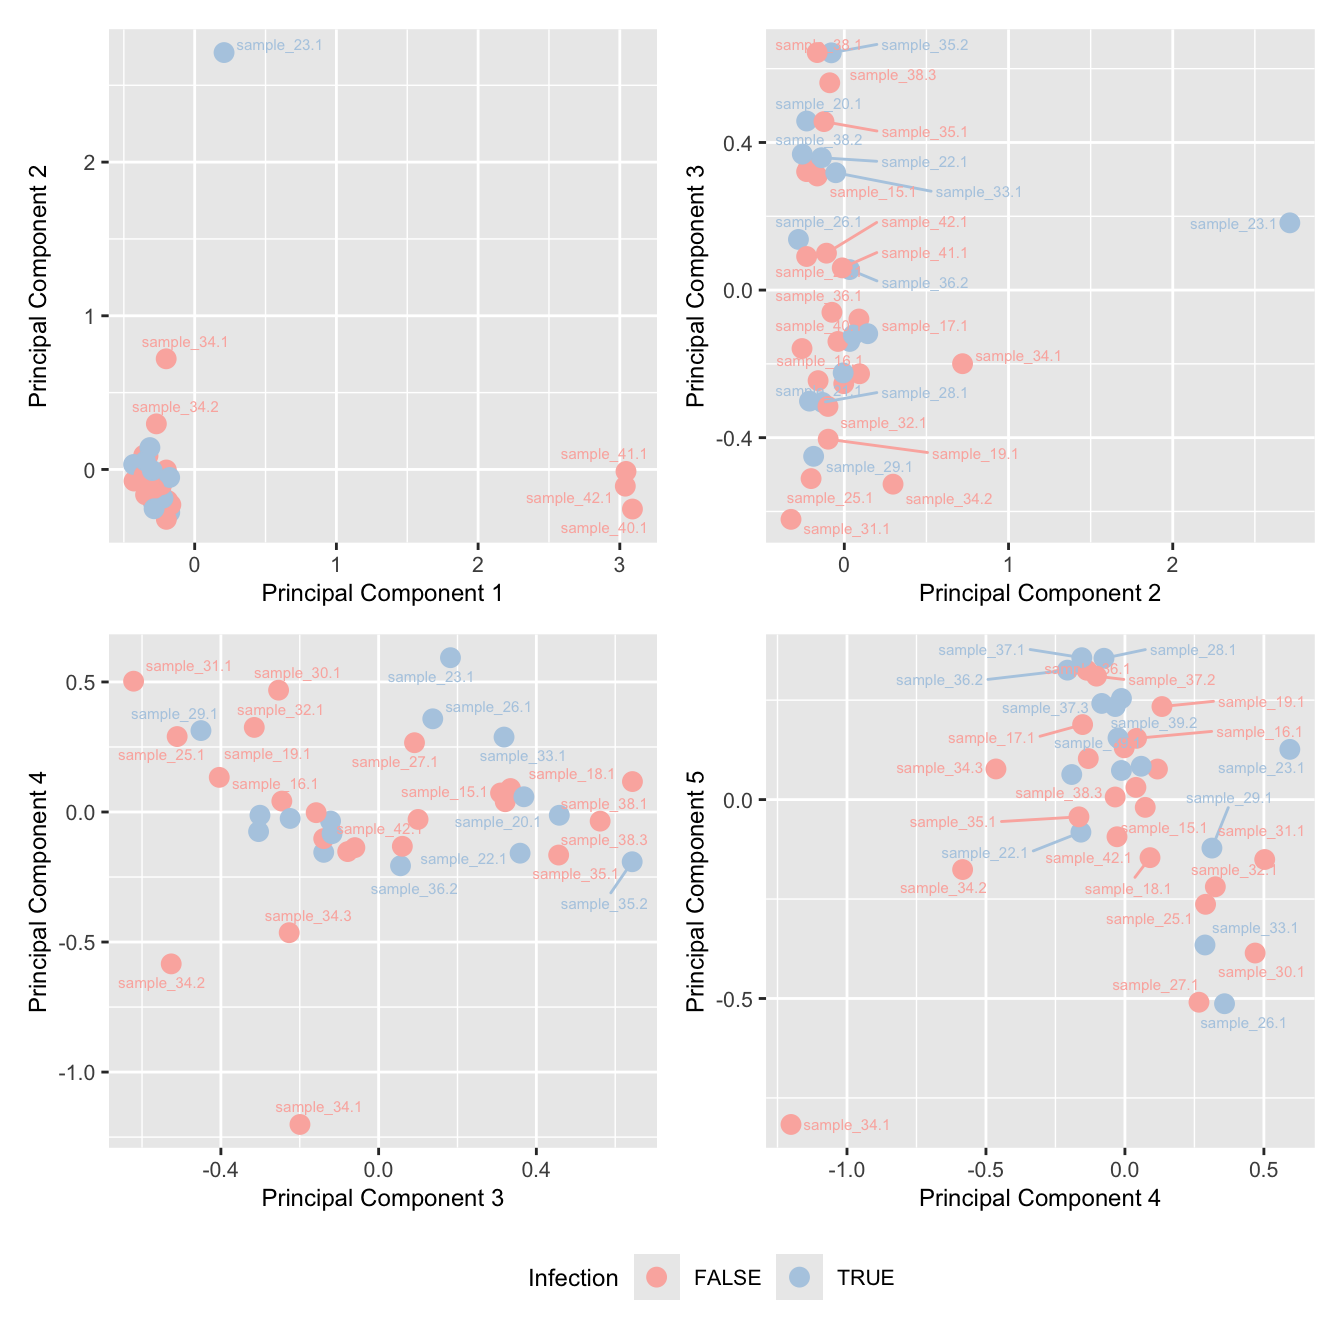 sample_23.1
sample_34.1
sample_34.2
sample_41.1
sample_42.1
sample_40.1
2
1
0
0
1
2
3
Principal Component 2
Principal Component 1
sample_38.1
sample_35.2
sample_38.3
sample_20.1
sample_35.1
sample_38.2
sample_22.1
sample_15.1
sample_33.1
sample_26.1
sample_42.1
sample_23.1
sample_41.1
sample_36.2
sample_36.1
sample_17.1
sample_34.1
sample_16.1
sample_28.1
sample_32.1
sample_19.1
sample_29.1
sample_25.1
sample_34.2
sample_31.1
0.4
0.0
-0.4
0
1
2
Principal Component 3
Principal Component 2
sample_31.1
sample_30.1
sample_23.1
sample_29.1
sample_32.1
sample_26.1
sample_25.1
sample_19.1
sample_27.1
sample_33.1
sample_16.1
sample_15.1
sample_18.1
sample_38.1
sample_42.1
sample_20.1
sample_38.3
sample_22.1
sample_35.1
sample_36.2
sample_35.2
sample_34.3
sample_34.2
sample_34.1
0.5
0.0
-0.5
-1.0
-0.4
0.0
0.4
Principal Component 4
Principal Component 3
sample_37.1
sample_28.1
sample_36.1
sample_36.2
sample_37.2
sample_19.1
sample_37.3
sample_39.2
sample_17.1
sample_16.1
sample_34.3
sample_23.1
sample_38.3
sample_29.1
sample_35.1
sample_15.1
sample_31.1
sample_22.1
sample_42.1
sample_32.1
sample_34.2
sample_18.1
sample_25.1
sample_33.1
sample_30.1
sample_27.1
sample_26.1
sample_34.1
0.0
-0.5
-1.0
-0.5
0.0
0.5
Principal Component 5
Principal Component 4
Infection
FALSE
TRUE